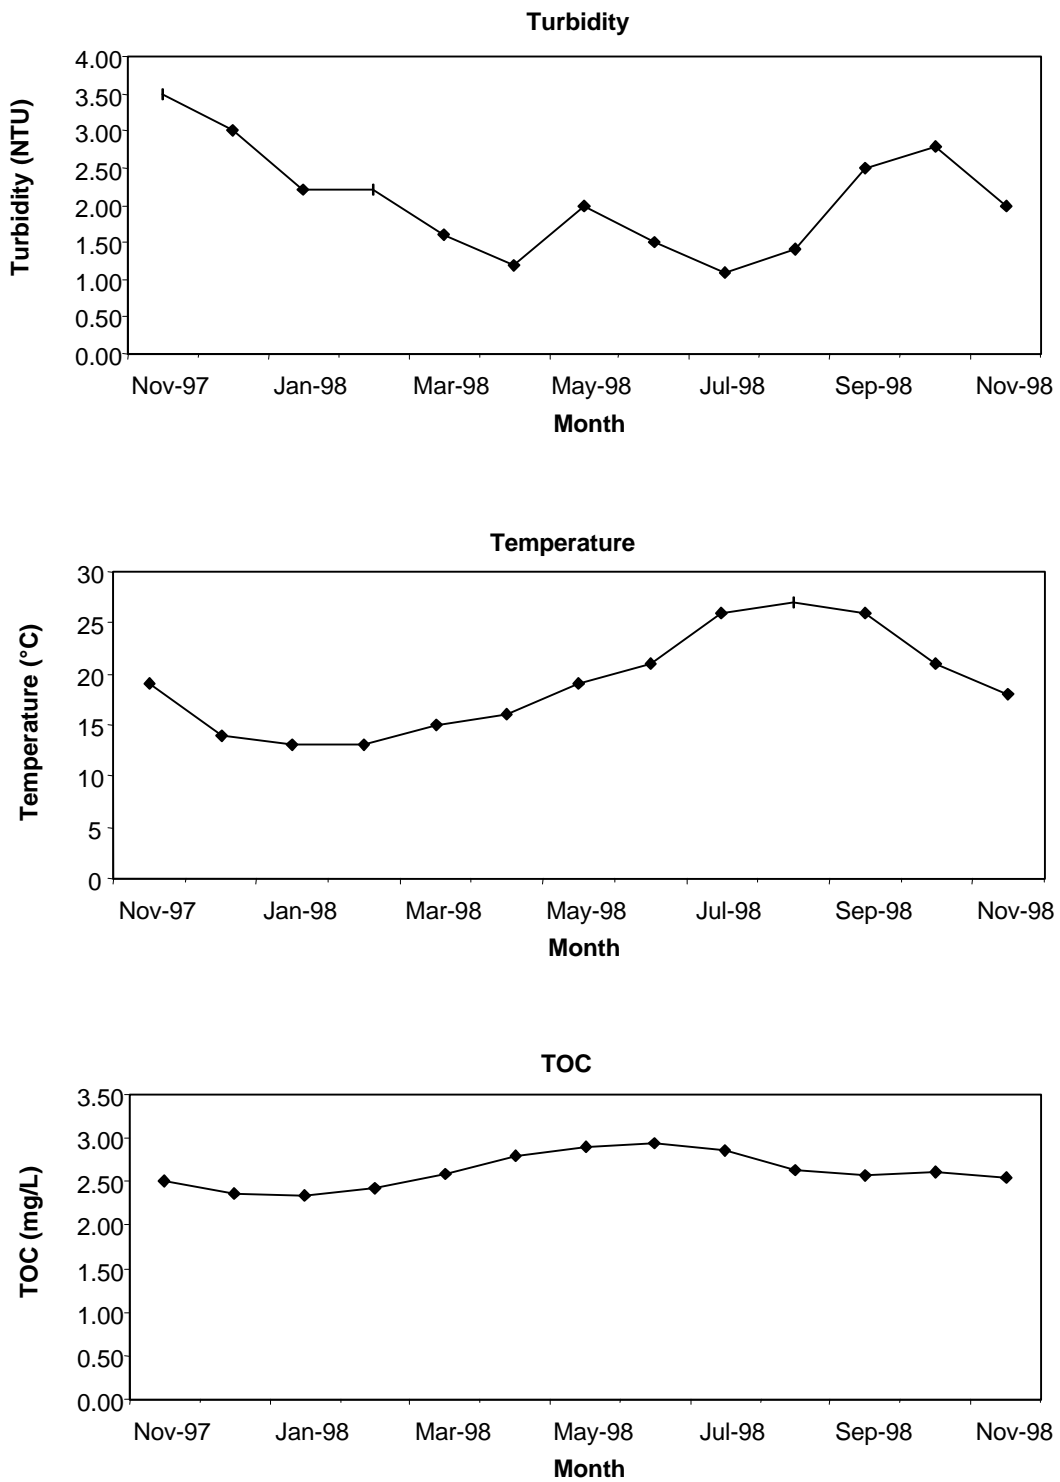 Turbidity
4.00
3.50
3.00
2.50
2.00
1.50
1.00
0.50
0.00
Turbidity (NTU)
Nov-97 Jan-98 Mar-98 May-98 Jul-98 Sep-98 Nov-98
Month
Temperature
30
25
20
15
10
5
0
Temperature (°C)
Nov-97 Jan-98 Mar-98 May-98 Jul-98 Sep-98 Nov-98
Month
TOC
3.50
3.00
2.50
2.00
1.50
1.00
0.50
0.00
TOC (mg/L)
Nov-97 Jan-98 Mar-98 May-98 Jul-98 Sep-98 Nov-98
Month